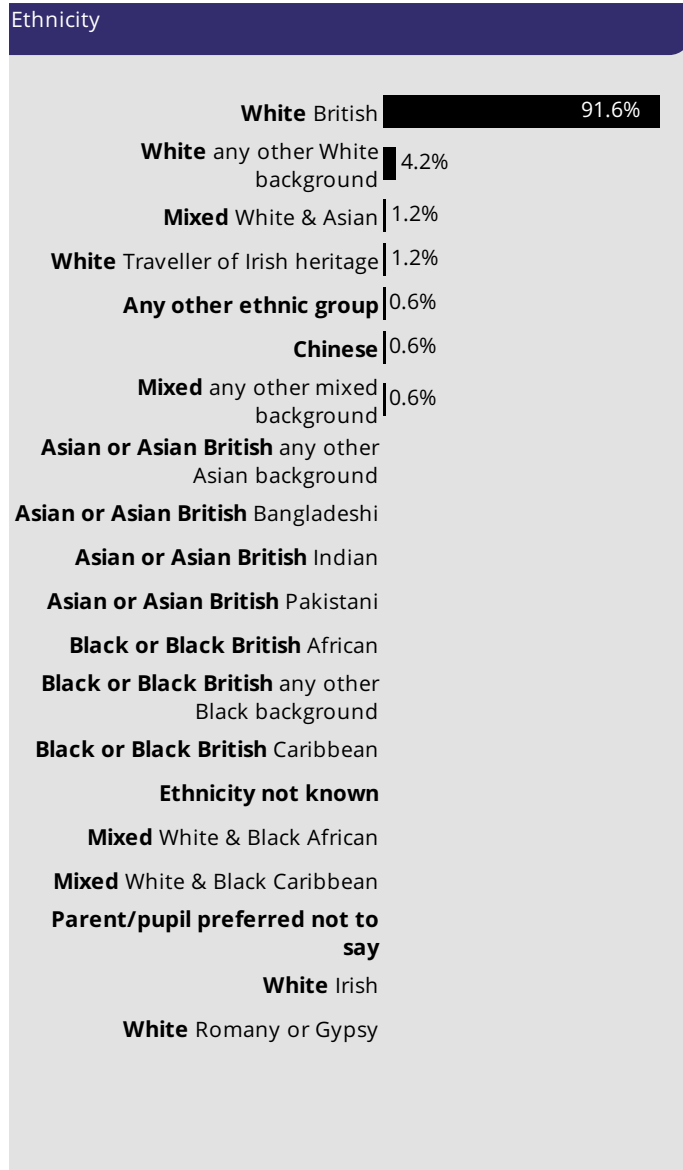 Ethnicity
White British 91.6%
White any other White
background 4.2%
Mixed White & Asian 1.2%
White Traveller of Irish heritage 1.2%
Any other ethnic group 0.6%
Chinese 0.6%
Mixed any other mixed
background 0.6%
Asian or Asian British any other
Asian background
Asian or Asian British Bangladeshi
Asian or Asian British Indian
Asian or Asian British Pakistani
Black or Black British African
Black or Black British any other
Black background
Black or Black British Caribbean
Ethnicity not known
Mixed White & Black African
Mixed White & Black Caribbean
Parent/pupil preferred not to
say
White Irish
White Romany or Gypsy